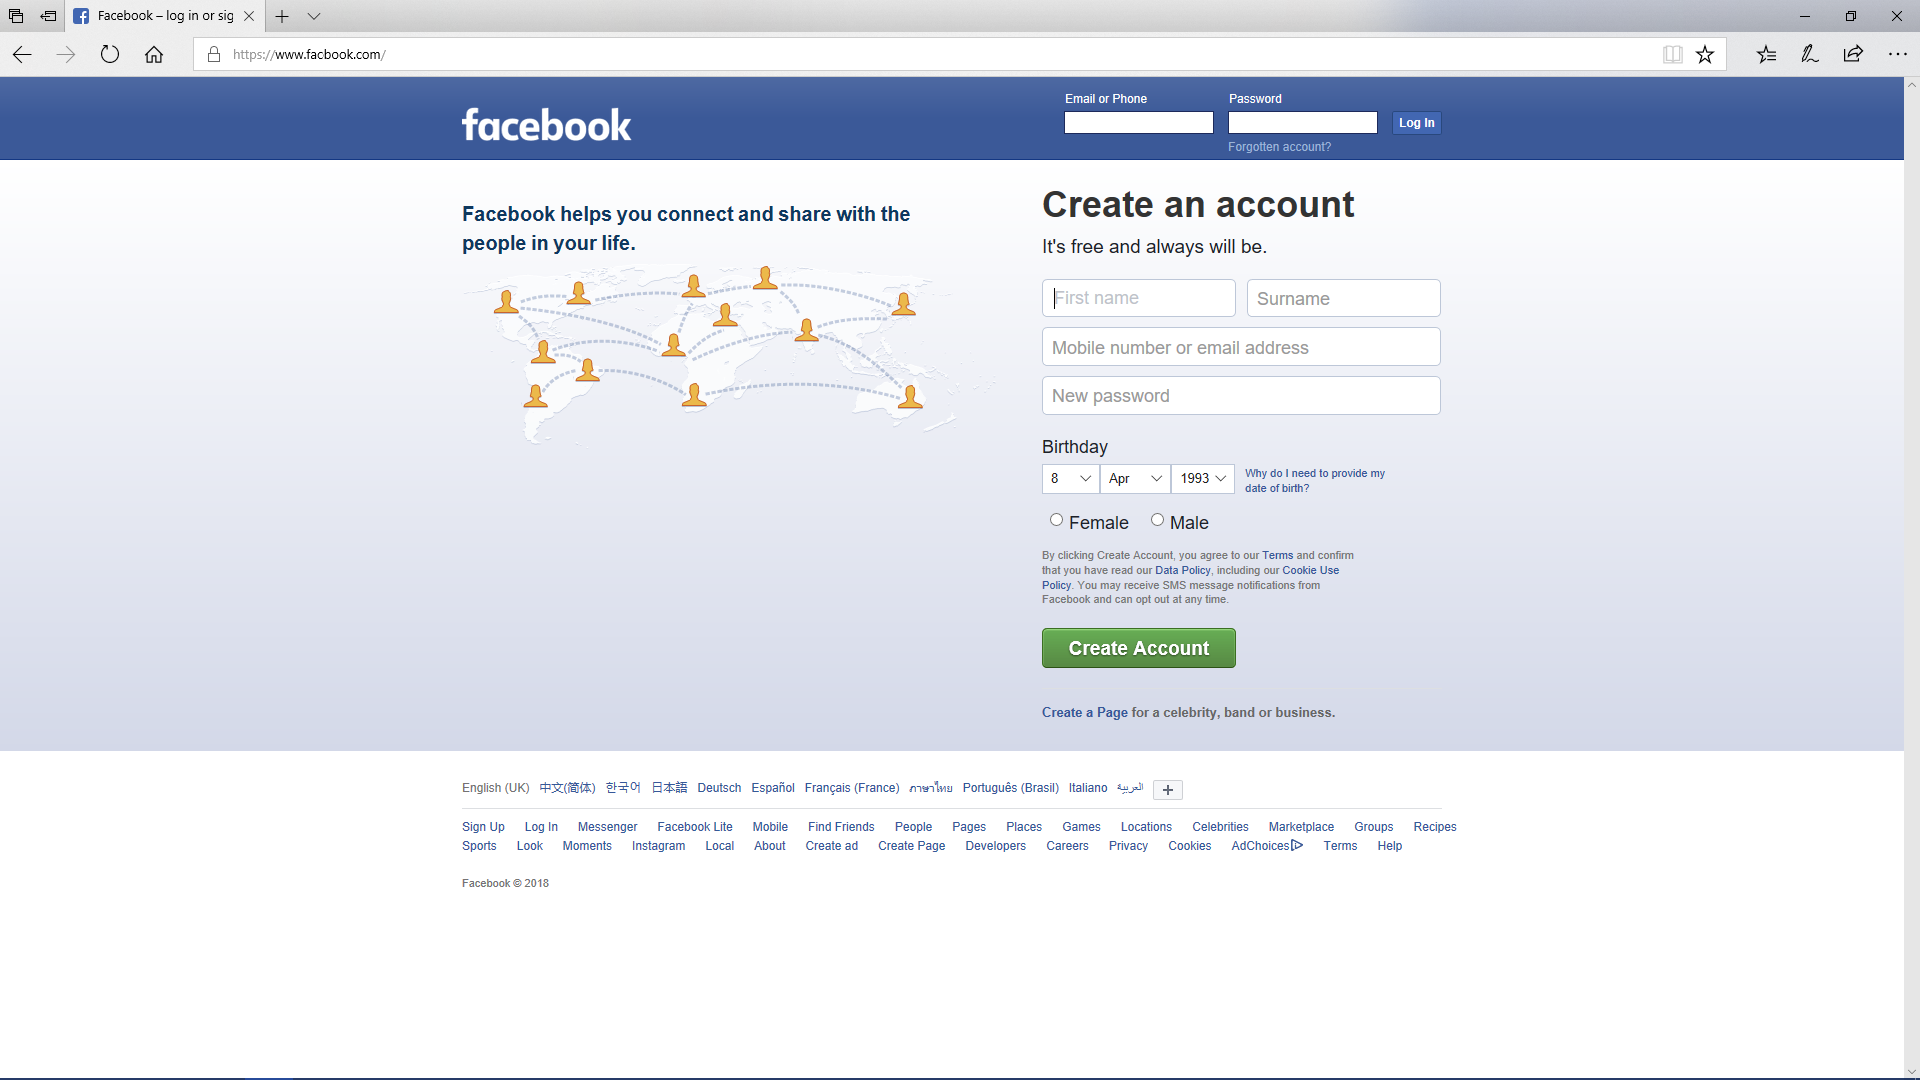 Facebook – log in or sig
https://www.facbook.com/
facebook
Email or Phone
Password
Log In
Forgotten account?
Facebook helps you connect and share with the
people in your life.
Create an account
It's free and always will be.
First name
Surname
Mobile number or email address
New password
Birthday
8 Apr 1993
Why do I need to provide my
date of birth?
Female Male
By clicking Create Account, you agree to our Terms and confirm
that you have read our Data Policy, including our Cookie Use
Policy. You may receive SMS message notifications from
Facebook and can opt out at any time.
Create Account
Create a Page for a celebrity, band or business.
English (UK) 中文(简体) 한국어 日本語 Deutsch Español Français (France) ภาษาไทย Português (Brasil) Italiano العربية
Sign Up Log In Messenger Facebook Lite Mobile Find Friends People Pages Places Games Locations Celebrities Marketplace Groups Recipes
Sports Look Moments Instagram Local About Create ad Create Page Developers Careers Privacy Cookies AdChoices Terms Help
Facebook © 2018